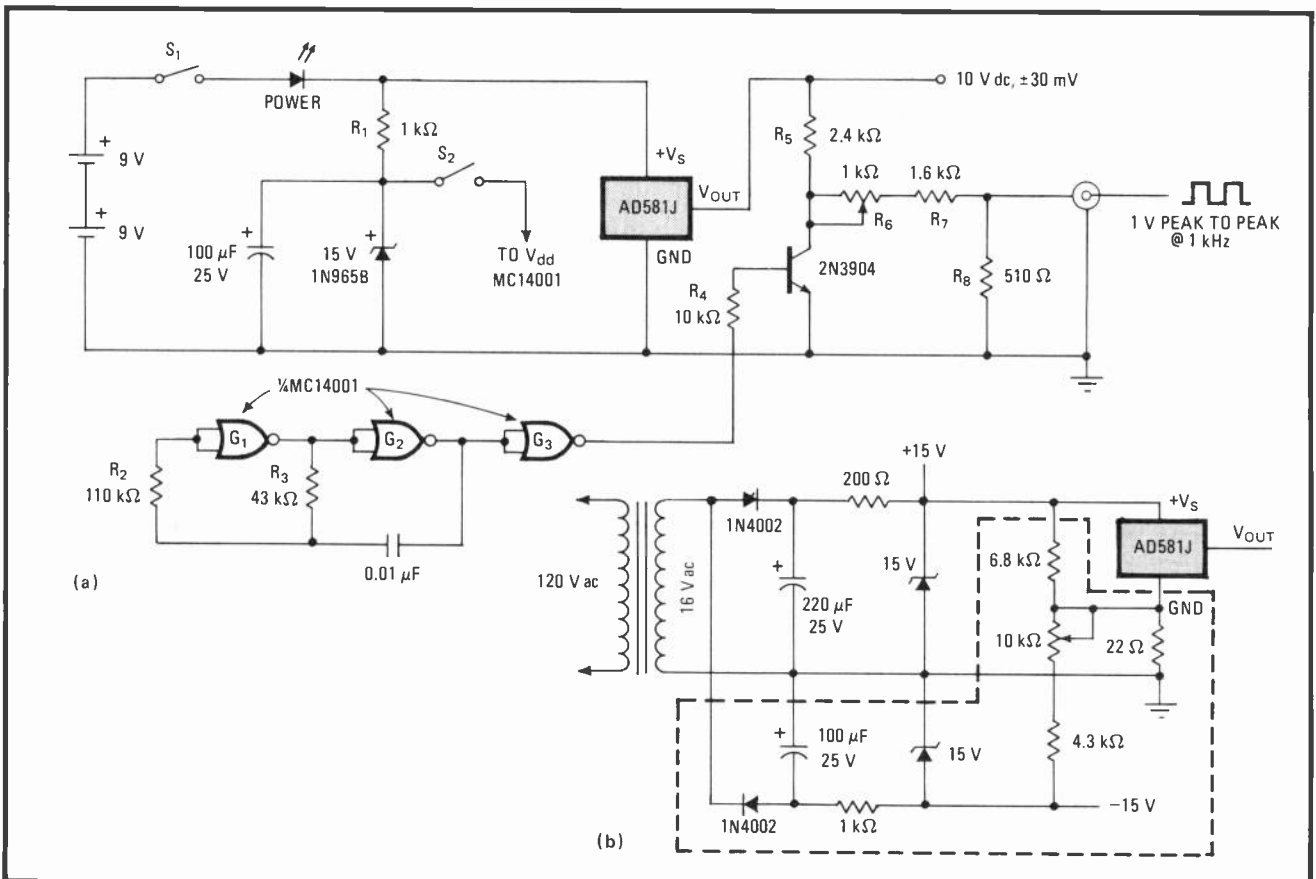 S1
POWER
+
9 V
+
9 V
R1
1 kΩ
S2
100 μF
25 V
+
15 V
1N965B
+
TO Vdd
MC14001
+VS
AD581J
VOUT
GND
10 V dc, ±30 mV
R5
2.4 kΩ
1 kΩ
R6
1.6 kΩ
R7
2N3904
R8
510 Ω
1 V PEAK TO PEAK
@ 1 kHz
R4
10 kΩ
¼MC14001
G1
G2
G3
R2
110 kΩ
R3
43 kΩ
0.01 μF
(a)
120 V ac
16 V ac
1N4002
200 Ω
+15 V
+
220 μF
25 V
15 V
6.8 kΩ
+VS
AD581J
VOUT
GND
10 kΩ
22 Ω
+
100 μF
25 V
15 V
4.3 kΩ
1N4002
1 kΩ
−15 V
(b)